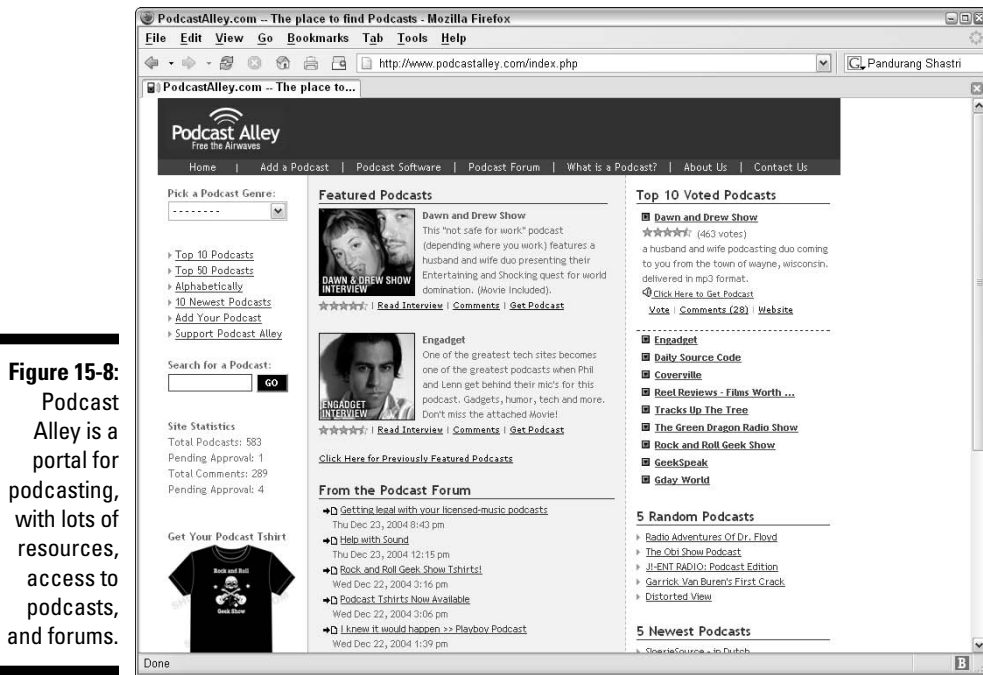 PodcastAlley.com -- The place to find Podcasts - Mozilla Firefox
File Edit View Go Bookmarks Tab Tools Help
http://www.podcastalley.com/index.php
G Pandurang Shastri
PodcastAlley.com -- The place to...
Podcast Alley
Free the Airwaves
Home | Add a Podcast | Podcast Software | Podcast Forum | What is a Podcast? | About Us | Contact Us
Pick a Podcast Genre:
--------
Top 10 Podcasts
Top 50 Podcasts
Alphabetically
10 Newest Podcasts
Add Your Podcast
Support Podcast Alley
Search for a Podcast:
GO
Site Statistics
Total Podcasts: 583
Pending Approval: 1
Total Comments: 289
Pending Approval: 4
Get Your Podcast Tshirt
Rock and Roll
Geek Show
Featured Podcasts
DAWN & DREW SHOW
INTERVIEW
Dawn and Drew Show
This "not safe for work" podcast
(depending where you work) features a
husband and wife duo presenting their
Entertaining and Shocking quest for world
domination. (Movie Included).
| Read Interview | Comments | Get Podcast
ENGADGET
INTERVIEW
Engadget
One of the greatest tech sites becomes
one of the greatest podcasts when Phil
and Lenn get behind their mic's for this
podcast. Gadgets, humor, tech and more.
Don't miss the attached Movie!
| Read Interview | Comments | Get Podcast
Click Here for Previously Featured Podcasts
From the Podcast Forum
Getting legal with your licensed-music podcasts
Thu Dec 23, 2004 8:43 pm
Help with Sound
Thu Dec 23, 2004 12:15 pm
Rock and Roll Geek Show Tshirts!
Wed Dec 22, 2004 3:16 pm
Podcast Tshirts Now Available
Wed Dec 22, 2004 3:06 pm
I knew it would happen >> Playboy Podcast
Wed Dec 22, 2004 1:39 pm
Top 10 Voted Podcasts
Dawn and Drew Show
(463 votes)
a husband and wife podcasting duo coming
to you from the town of wayne, wisconsin.
delivered in mp3 format.
Click Here to Get Podcast
Vote | Comments (28) | Website
Engadget
Daily Source Code
Coverville
Reel Reviews - Films Worth ...
Tracks Up The Tree
The Green Dragon Radio Show
Rock and Roll Geek Show
GeekSpeak
Gday World
5 Random Podcasts
Radio Adventures Of Dr. Floyd
The Obi Show Podcast
J!-ENT RADIO: Podcast Edition
Garrick Van Buren's First Crack
Distorted View
5 Newest Podcasts
- in Dutch
Done
B
Figure 15-8:
Podcast
Alley is a
portal for
podcasting,
with lots of
resources,
access to
podcasts,
and forums.